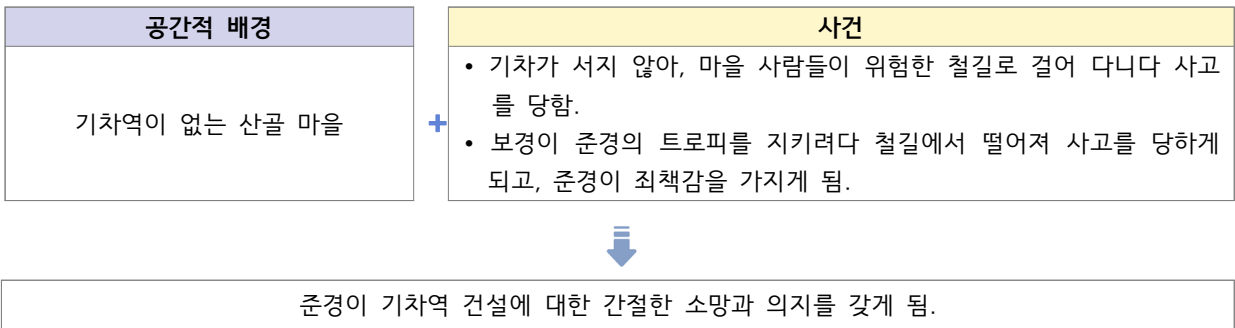 공간적 배경
사건
기차역이 없는 산골 마을
+
• 기차가 서지 않아, 마을 사람들이 위험한 철길로 걸어 다니다 사고
를 당함.
• 보경이 준경의 트로피를 지키려다 철길에서 떨어져 사고를 당하게
되고, 준경이 죄책감을 가지게 됨.
준경이 기차역 건설에 대한 간절한 소망과 의지를 갖게 됨.